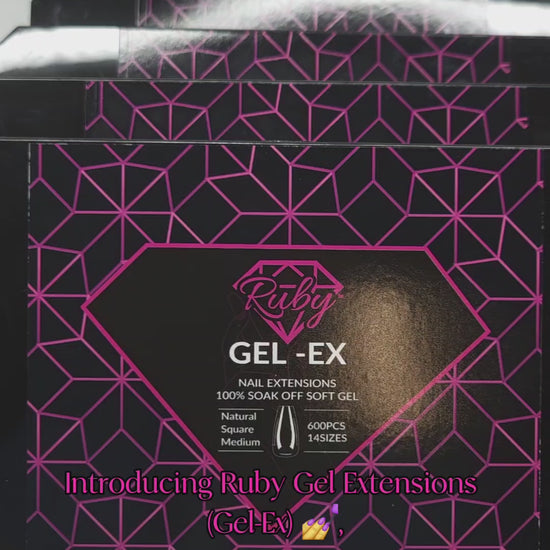 Ruby
GEL -EX
NAIL EXTENSIONS
100% SOAK OFF SOFT GEL
Natural
Square
Medium
600PCS
14SIZES
Introducing Ruby Gel Extensions
(Gel-Ex) 💅,